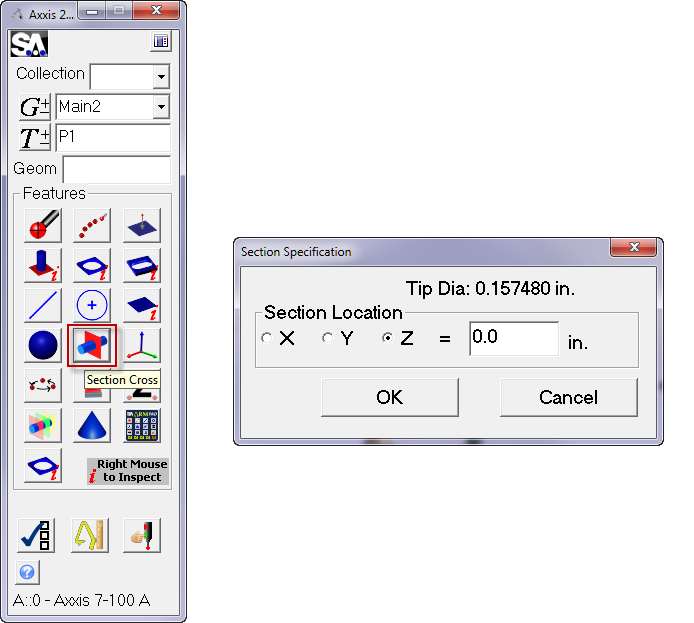 Axxis 2...
SA
Collection
G± Main2
T± P1
Geom
Features
Section Cross
Right Mouse
to Inspect
A::0 - Axxis 7-100 A
Section Specification
Tip Dia: 0.157480 in.
Section Location
X Y Z = 0.0 in.
OK Cancel